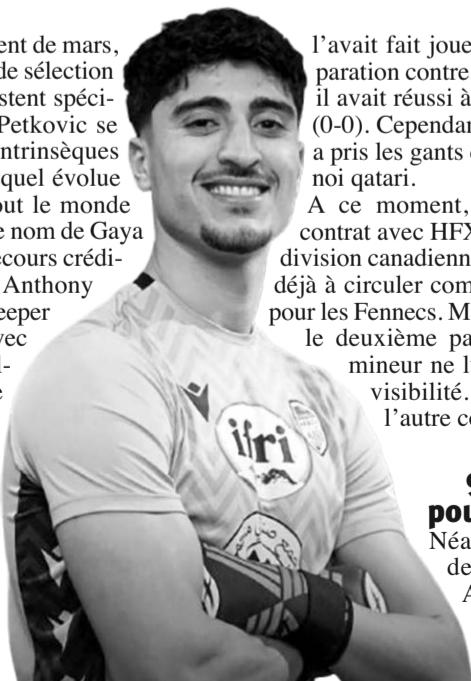 ent de mars,
de sélection
stent spéci-
Petkovic se
ntrinsèques
quel évolue
out le monde
e nom de Gaya
ecours crédi-
Anthony
eeper
vec
l-
e
l'avait fait joue
paration contre
il avait réussi à
(0-0). Cependan
a pris les gants
noi qatari.
A ce moment,
contrat avec HFX
division canadienn
déjà à circuler com
pour les Fennecs. M
le deuxième pa
mineur ne l
visibilité.
l'autre c
pou
Néa
de
A
ifri